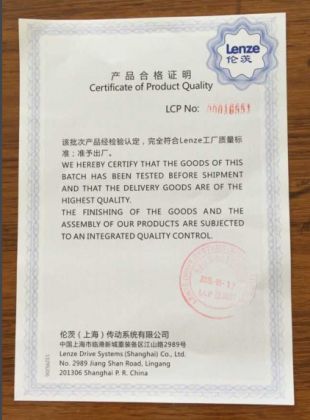 Lenze
伦茨
产品合格证明
Certificate of Product Quality
LCP No: 00016551
该批次产品经检验认定，完全符合Lenze工厂质量标
准；准予出厂。
WE HEREBY CERTIFY THAT THE GOODS OF THIS
BATCH HAS BEEN TESTED BEFORE SHIPMENT
AND THAT THE DELIVERY GOODS ARE OF THE
HIGHEST QUALITY.
THE FINISHING OF THE GOODS AND THE
ASSEMBLY OF OUR PRODUCTS ARE SUBJECTED
TO AN INTEGRATED QUALITY CONTROL.
伦茨（上海）传动系统有限公司
中国上海市临港新城重装备区江山路2989号
Lenze Drive Systems (Shanghai) Co., Ltd.
No. 2989 Jiang Shan Road, Lingang
201306 Shanghai P. R. China